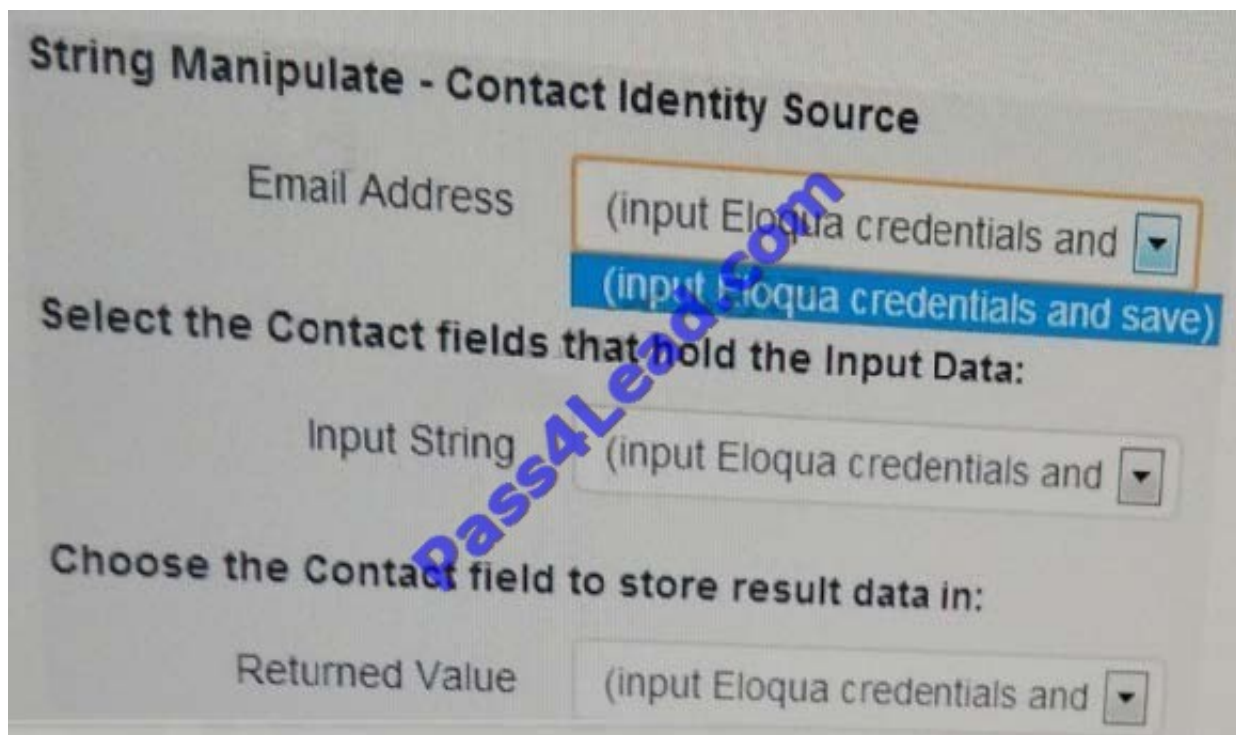 String Manipulate - Contact Identity Source
Email Address
(input Eloqua credentials and
(input Eloqua credentials and save)
Select the Contact fields that hold the Input Data:
Input String
(input Eloqua credentials and
Choose the Contact field to store result data in:
Returned Value
(input Eloqua credentials and
Pass4Lead.com